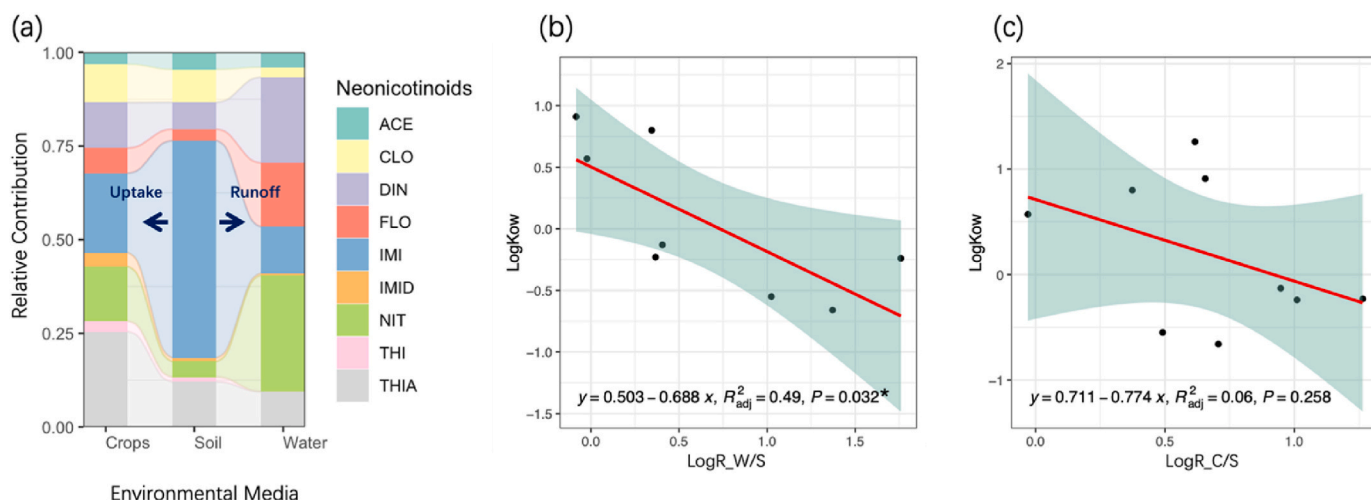 (a)
1.00
0.75
0.50
0.25
0.00
Relative Contribution
Uptake
Runoff
Crops
Soil
Water
Environmental Media
Neonicotinoids
ACE
CLO
DIN
FLO
IMI
IMID
NIT
THI
THIA
(b)
1.0
0.5
0.0
−0.5
−1.0
−1.5
LogKow
y = 0.503 − 0.688 x, R²adj = 0.49, P = 0.032*
0.0
0.5
1.0
1.5
LogR_W/S
(c)
2
1
0
−1
LogKow
y = 0.711 − 0.774 x, R²adj = 0.06, P = 0.258
0.0
0.5
1.0
LogR_C/S